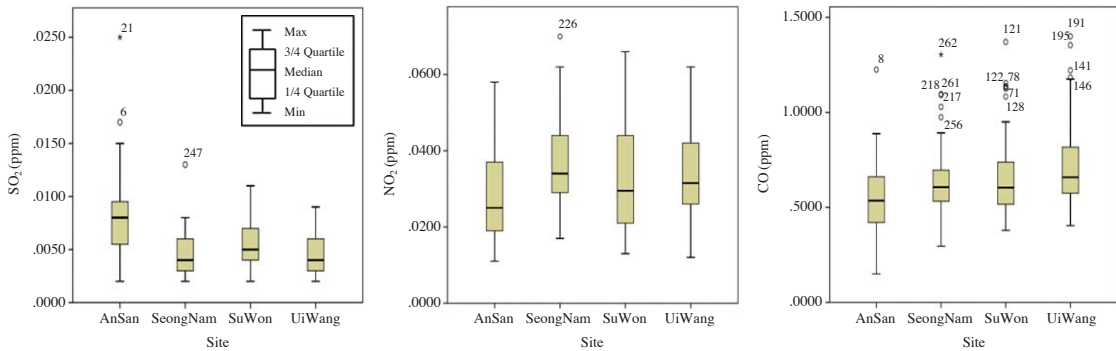 SO2 (ppm)
.0250
.0200
.0150
.0100
.0050
.0000
21
6
247
Max
3/4 Quartile
Median
1/4 Quartile
Min
AnSan SeongNam SuWon UiWang
Site
NO2 (ppm)
.0600
.0400
.0200
.0000
226
AnSan SeongNam SuWon UiWang
Site
CO (ppm)
1.5000
1.0000
.5000
.0000
8
262
218 261
217
256
121
122 78
71
128
191
195
141
146
AnSan SeongNam SuWon UiWang
Site